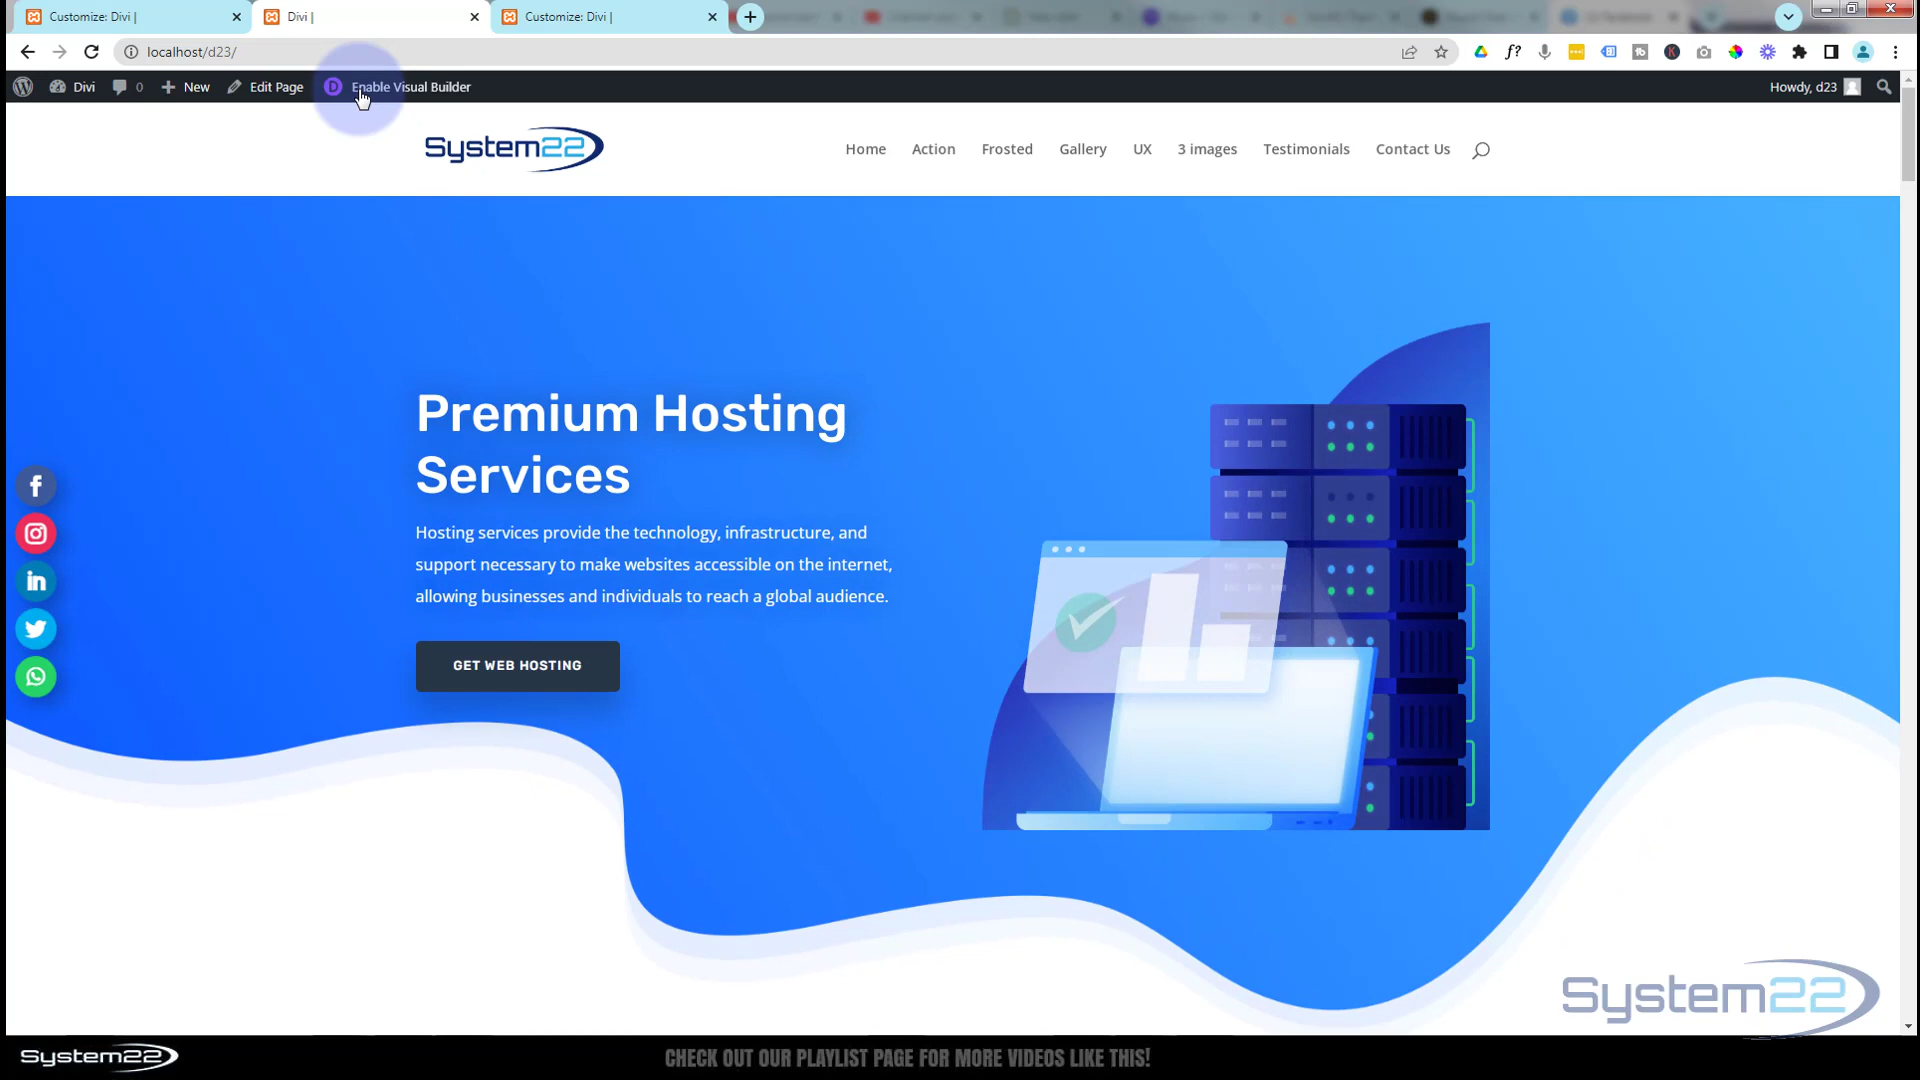 Customize: Divi |
Divi |
Customize: Divi |
localhost/d23/
Divi
0
New
Edit Page
Enable Visual Builder
Howdy, d23
System22
Home
Action
Frosted
Gallery
UX
3 images
Testimonials
Contact Us
Premium Hosting
Services
Hosting services provide the technology, infrastructure, and
support necessary to make websites accessible on the internet,
allowing businesses and individuals to reach a global audience.
GET WEB HOSTING
System22
System22
CHECK OUT OUR PLAYLIST PAGE FOR MORE VIDEOS LIKE THIS!